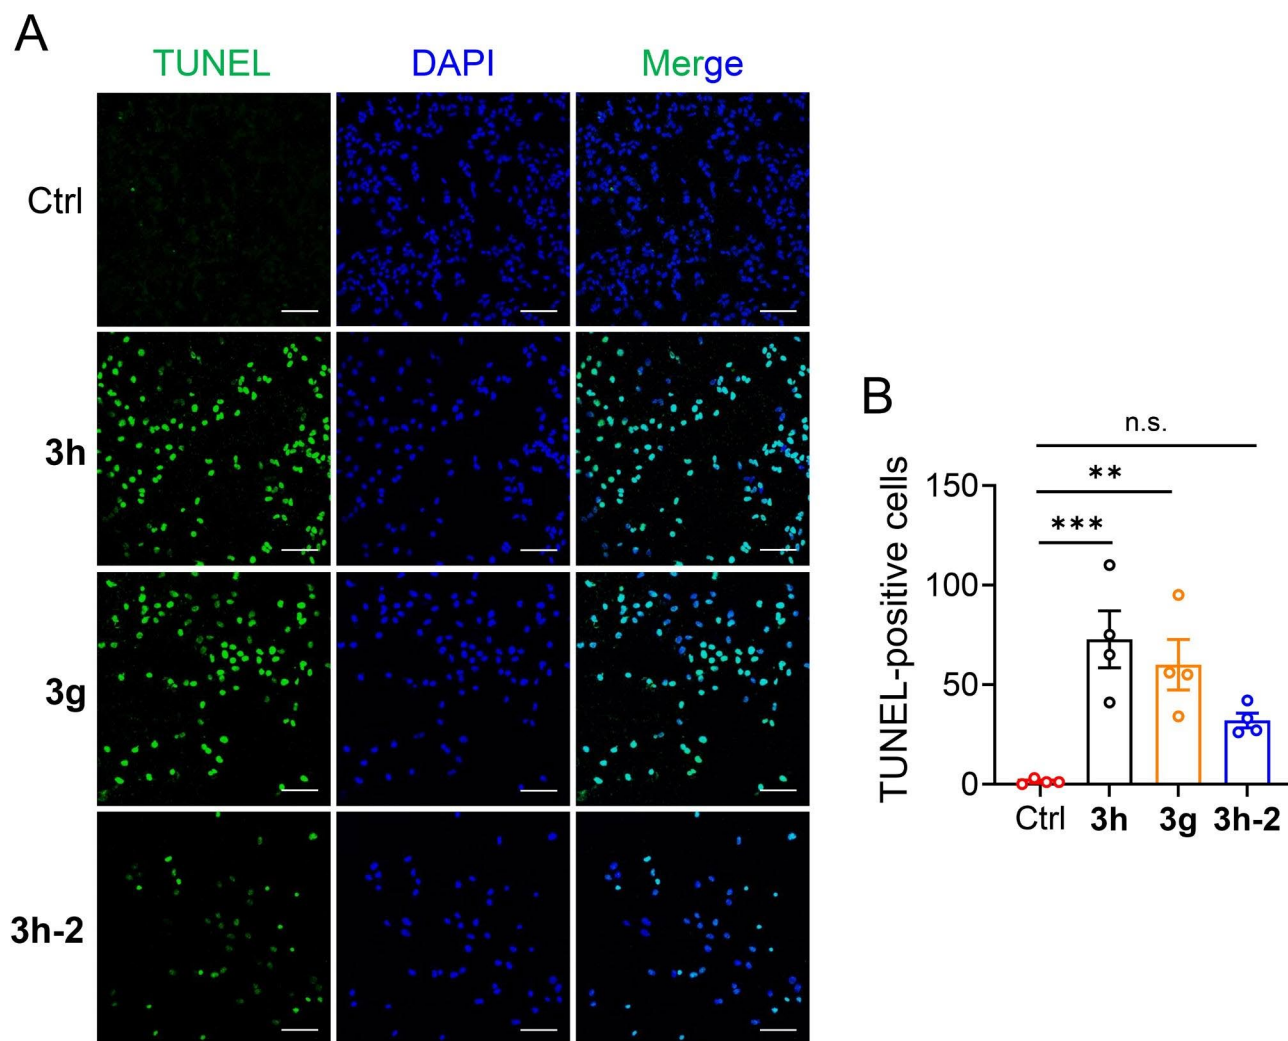 A
TUNEL DAPI Merge
Ctrl
3h
3g
3h-2
B
n.s.
**
***
TUNEL-positive cells
150
100
50
0
Ctrl 3h 3g 3h-2